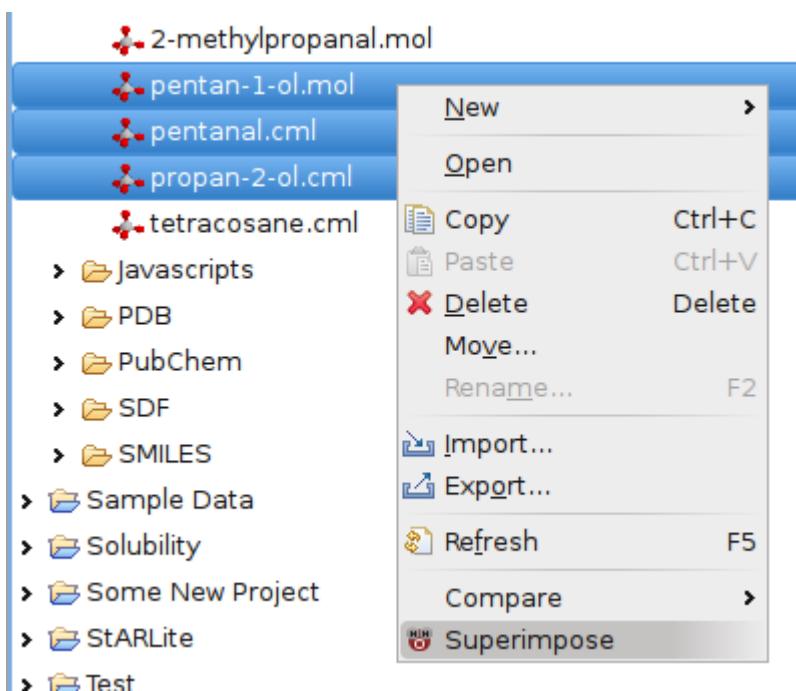 2-methylpropanal.mol
pentan-1-ol.mol
pentanal.cml
propan-2-ol.cml
tetracosane.cml
Javascripts
PDB
PubChem
SDF
SMILES
Sample Data
Solubility
Some New Project
StARLite
Test
New
Open
Copy Ctrl+C
Paste Ctrl+V
Delete Delete
Move...
Rename... F2
Import...
Export...
Refresh F5
Compare
Superimpose